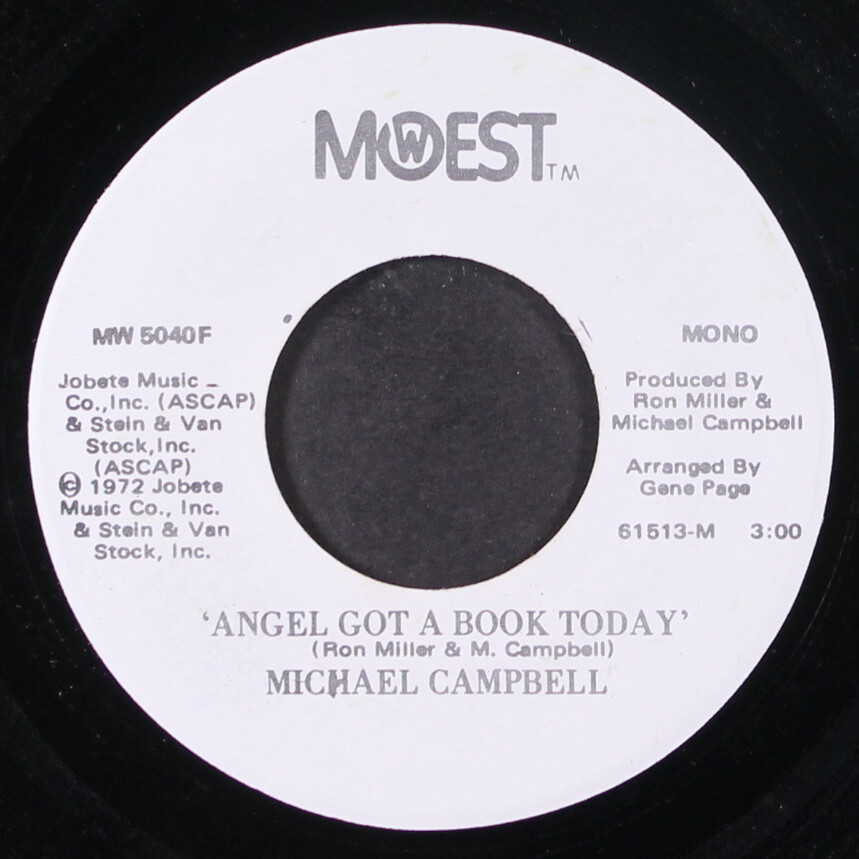 MOWEST TM
MW 5040F
Jobete Music
Co.,Inc. (ASCAP)
& Stein & Van
Stock,Inc.
(ASCAP)
© 1972 Jobete
Music Co., Inc.
& Stein & Van
Stock, Inc.
MONO
Produced By
Ron Miller &
Michael Campbell
Arranged By
Gene Page
61513-M 3:00
‘ANGEL GOT A BOOK TODAY’
(Ron Miller & M. Campbell)
MICHAEL CAMPBELL